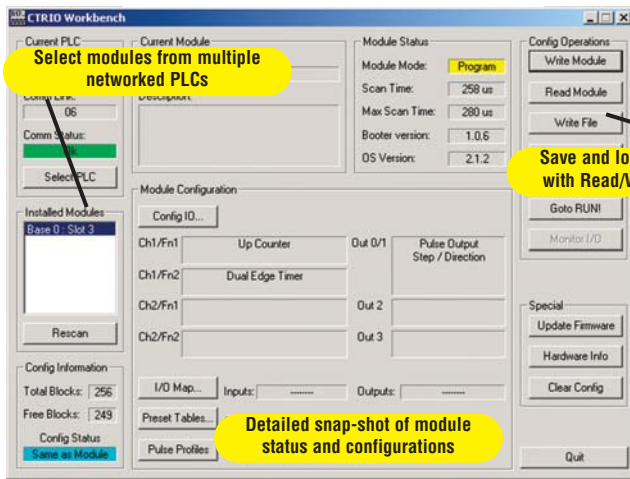 CTRIO Workbench
Current PLC
Current Module
Module Status
Config Operations
Select modules from multiple
networked PLCs
Module Mode: Program
Write Module
Scan Time: 258 us
Read Module
Description:
06
Max Scan Time: 280 us
Write File
Comm Status:
Booter version: 1.0.6
OS Version: 2.1.2
Select PLC
Save and lo
with Read/
Module Configuration
Installed Modules
Config IO...
Goto RUN!
Base 0 : Slot 3
Ch1/Fn1 Up Counter
Out 0/1 Pulse Output
Step / Direction
Monitor I/O
Ch1/Fn2 Dual Edge Timer
Ch2/Fn1
Out 2
Special
Rescan
Ch2/Fn2
Out 3
Update Firmware
Hardware Info
Config Information
Total Blocks: 256
I/O Map...
Inputs: --------
Outputs: --------
Clear Config
Free Blocks: 249
Preset Tables...
Detailed snap-shot of module
status and configurations
Config Status
Same as Module
Pulse Profiles
Quit